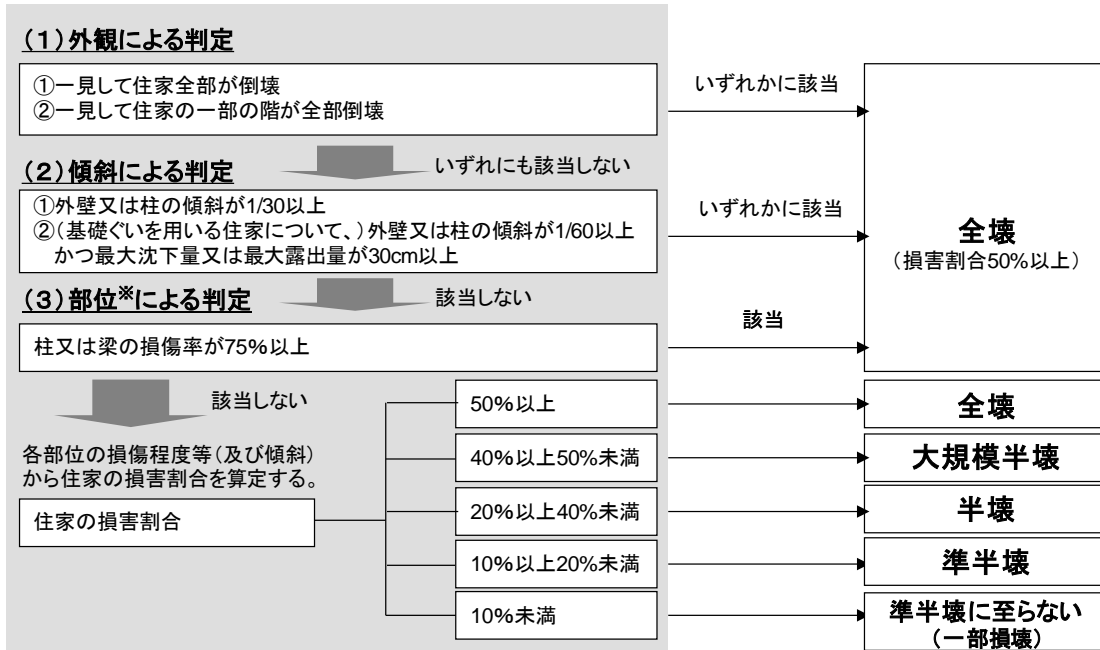 (1)外観による判定
①一見して住家全部が倒壊
②一見して住家の一部の階が全部倒壊
いずれかに該当
いずれにも該当しない
(2)傾斜による判定
①外壁又は柱の傾斜が1/30以上
②(基礎ぐいを用いる住家について、)外壁又は柱の傾斜が1/60以上
かつ最大沈下量又は最大露出量が30cm以上
いずれかに該当
全壊
(損害割合50%以上)
該当しない
(3)部位※による判定
柱又は梁の損傷率が75%以上
該当
該当しない
各部位の損傷程度等(及び傾斜)
から住家の損害割合を算定する。
住家の損害割合
50%以上
全壊
40%以上50%未満
大規模半壊
20%以上40%未満
半壊
10%以上20%未満
準半壊
10%未満
準半壊に至らない
(一部損壊)